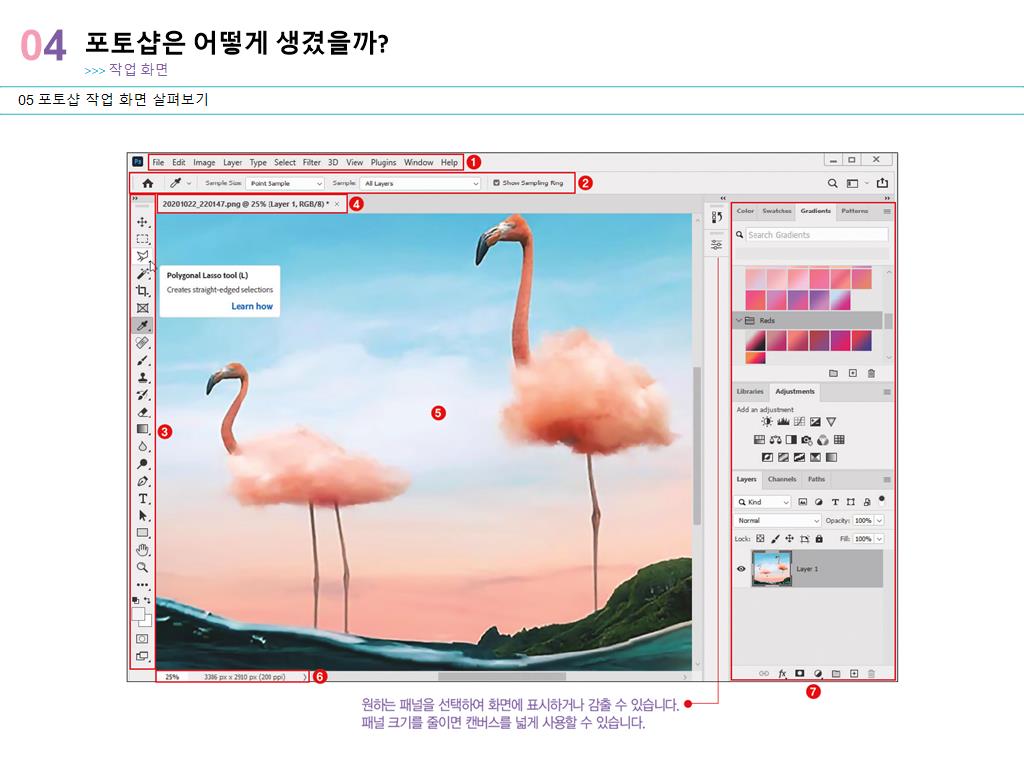 04 포토샵은 어떻게 생겼을까?
>>> 작업 화면
05 포토샵 작업 화면 살펴보기
Ps File Edit Image Layer Type Select Filter 3D View Plugins Window Help 1
Sample Size: Point Sample Sample: All Layers Show Sampling Ring 2
20201022_220147.png @ 25% (Layer 1, RGB/8) * × 4
Polygonal Lasso tool (L)
Creates straight-edged selections
Learn how
3
5
Color Swatches Gradients Patterns
Search Gradients
Reds
Libraries Adjustments
Add an adjustment
Layers Channels Paths
Kind
Normal Opacity: 100%
Lock: Fill: 100%
Layer 1
fx
25% 3386 px x 2910 px (200 ppi) 6
7
원하는 패널을 선택하여 화면에 표시하거나 감출 수 있습니다.
패널 크기를 줄이면 캔버스를 넓게 사용할 수 있습니다.